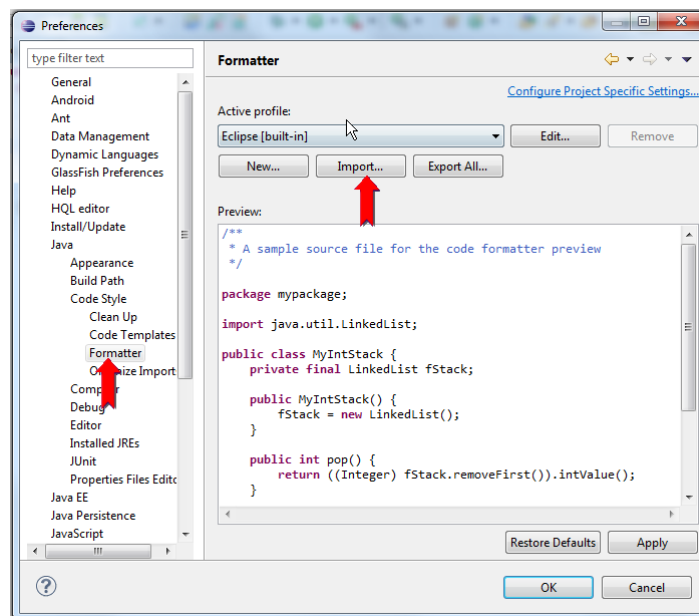 Preferences
type filter text
General
Android
Ant
Data Management
Dynamic Languages
GlassFish Preferences
Help
HQL editor
Install/Update
Java
Appearance
Build Path
Code Style
Clean Up
Code Templates
Formatter
Import
Debug
Editor
Installed JREs
JUnit
Properties Files Edito
Java EE
Java Persistence
JavaScript
Formatter
Configure Project Specific Settings...
Active profile:
Eclipse [built-in]
Edit...
Remove
New...
Import...
Export All...
Preview:
/**
* A sample source file for the code formatter preview
*/
package mypackage;
import java.util.LinkedList;
public class MyIntStack {
private final LinkedList fStack;
public MyIntStack() {
fStack = new LinkedList();
}
public int pop() {
return ((Integer) fStack.removeFirst()).intValue();
}
Restore Defaults
Apply
?
OK
Cancel